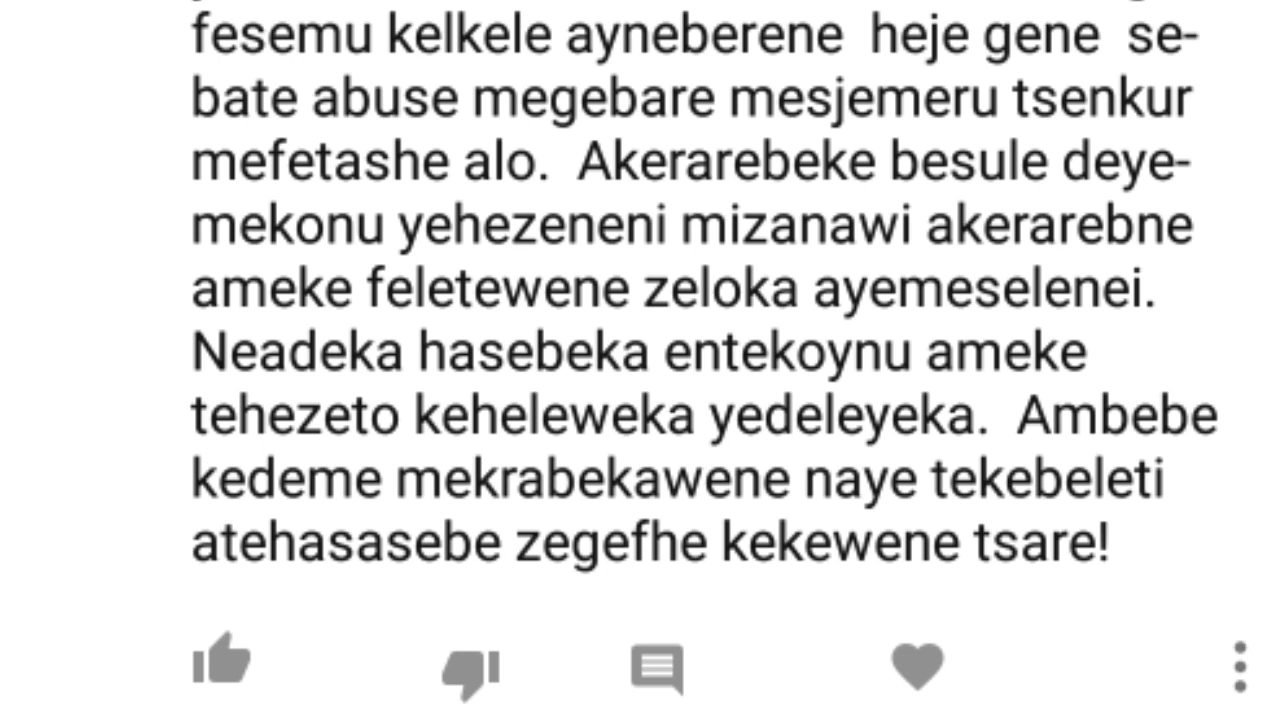 fesemu kelkele ayneberene  heje gene  se-
bate abuse megebare mesjemeru tsenkur
mefetashe alo.  Akerarebeke besule deye-
mekonu yehezeneni mizanawi akerarebne
ameke feletewene zeloka ayemeselenei.
Neadeka hasebeka entekoynu ameke
tehezeto keheleweka yedeleyeka.  Ambebe
kedeme mekrabekawene naye tekebeleti
atehasasebe zegefhe kekewene tsare!